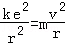 ke²/r² = m v²/r